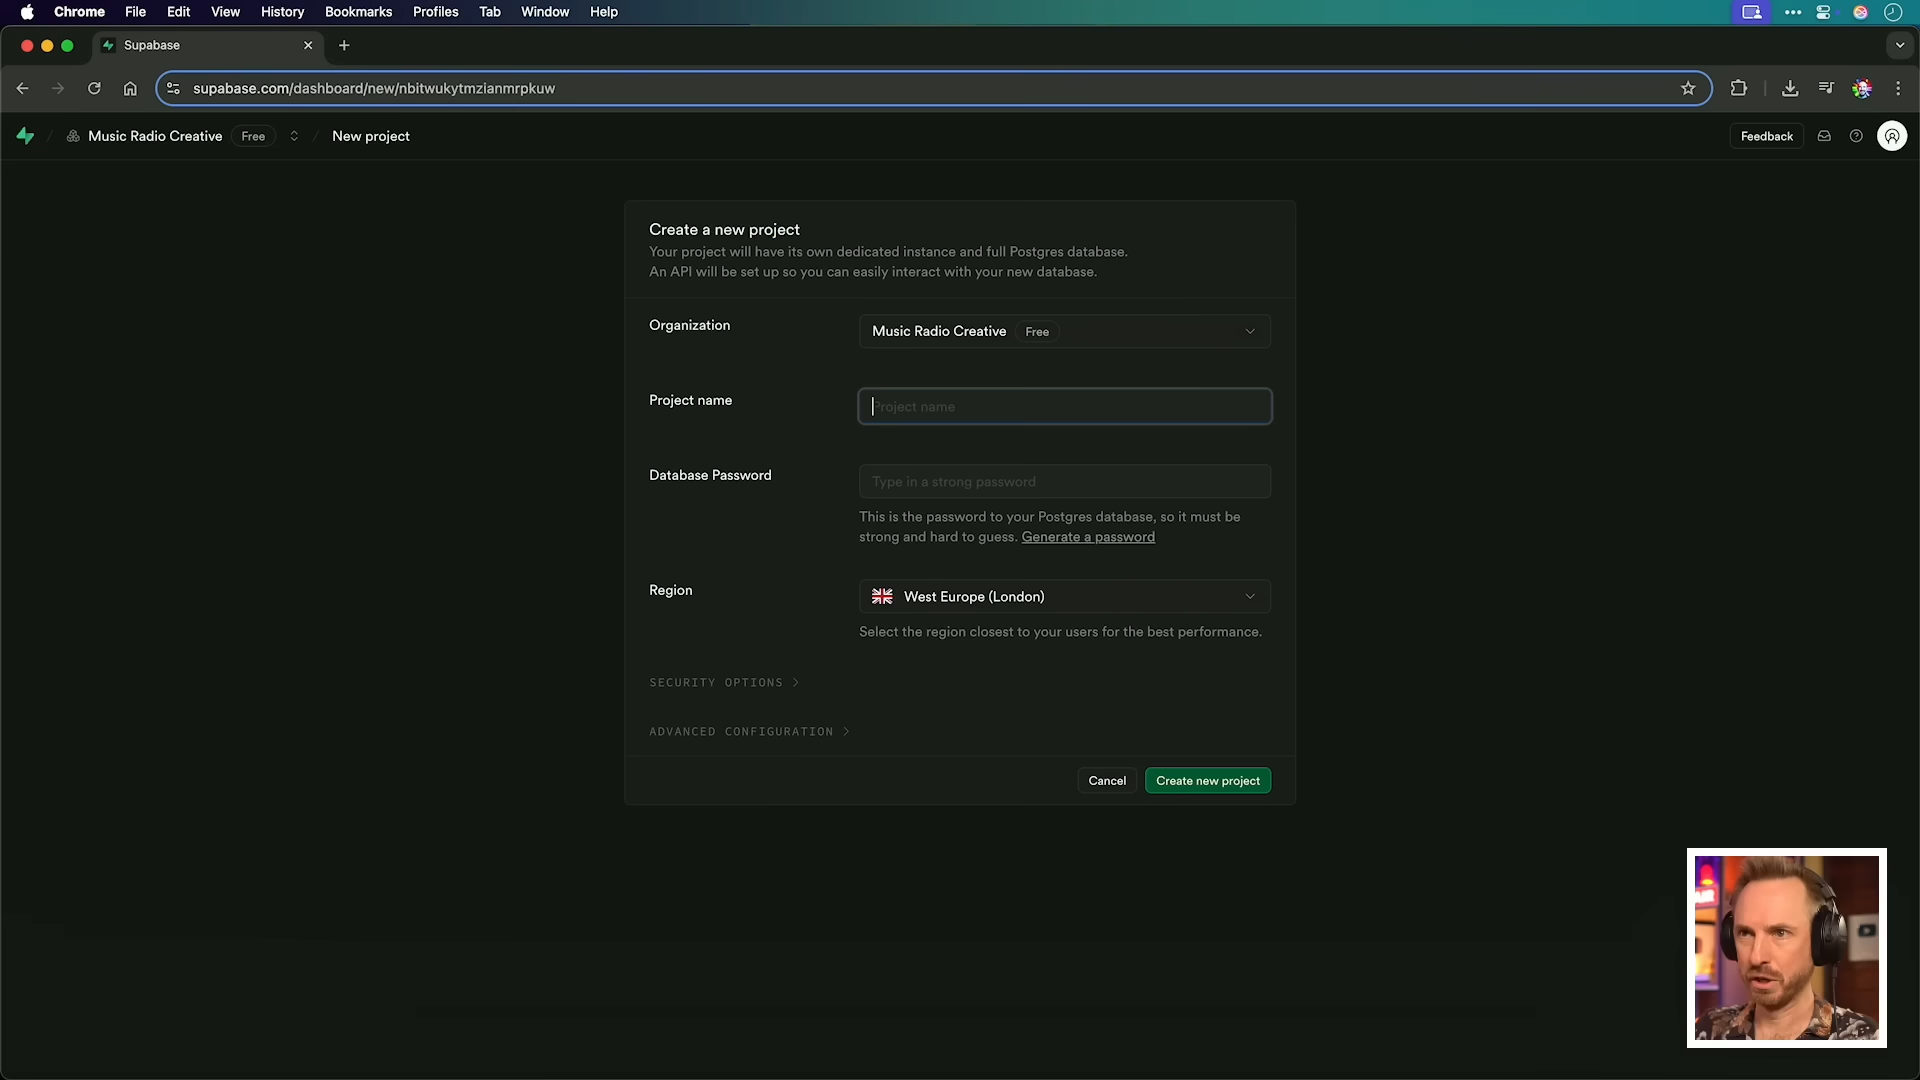 Chrome File Edit View History Bookmarks Profiles Tab Window Help
Supabase
supabase.com/dashboard/new/nbitwukytmzianmrpkuw
Music Radio Creative Free / New project Feedback
Create a new project
Your project will have its own dedicated instance and full Postgres database.
An API will be set up so you can easily interact with your new database.
Organization Music Radio Creative Free
Project name Project name
Database Password Type in a strong password
This is the password to your Postgres database, so it must be
strong and hard to guess. Generate a password
Region West Europe (London)
Select the region closest to your users for the best performance.
SECURITY OPTIONS >
ADVANCED CONFIGURATION >
Cancel Create new project